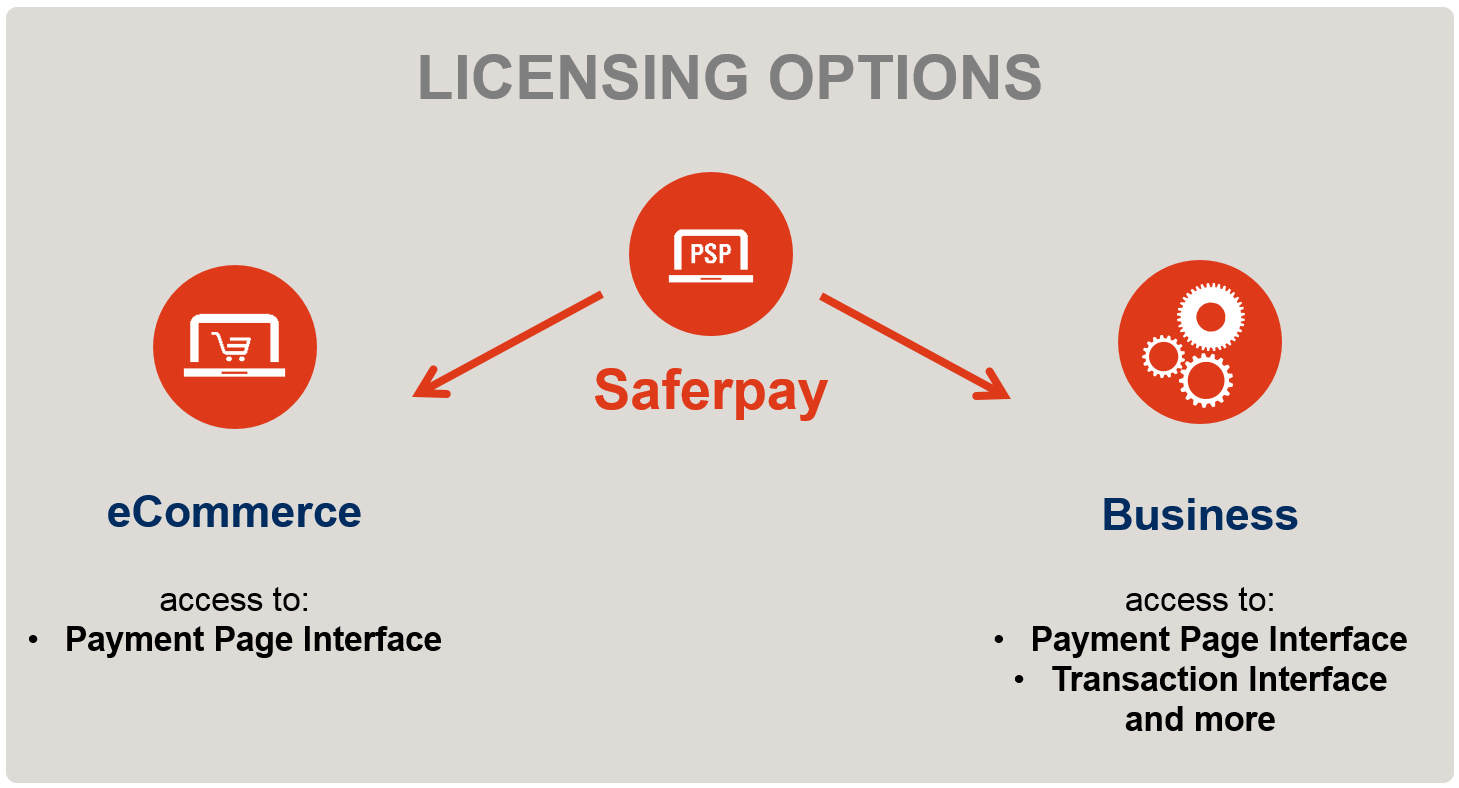 LICENSING OPTIONS
PSP
Saferpay
eCommerce
access to:
• Payment Page Interface
Business
access to:
• Payment Page Interface
• Transaction Interface
and more